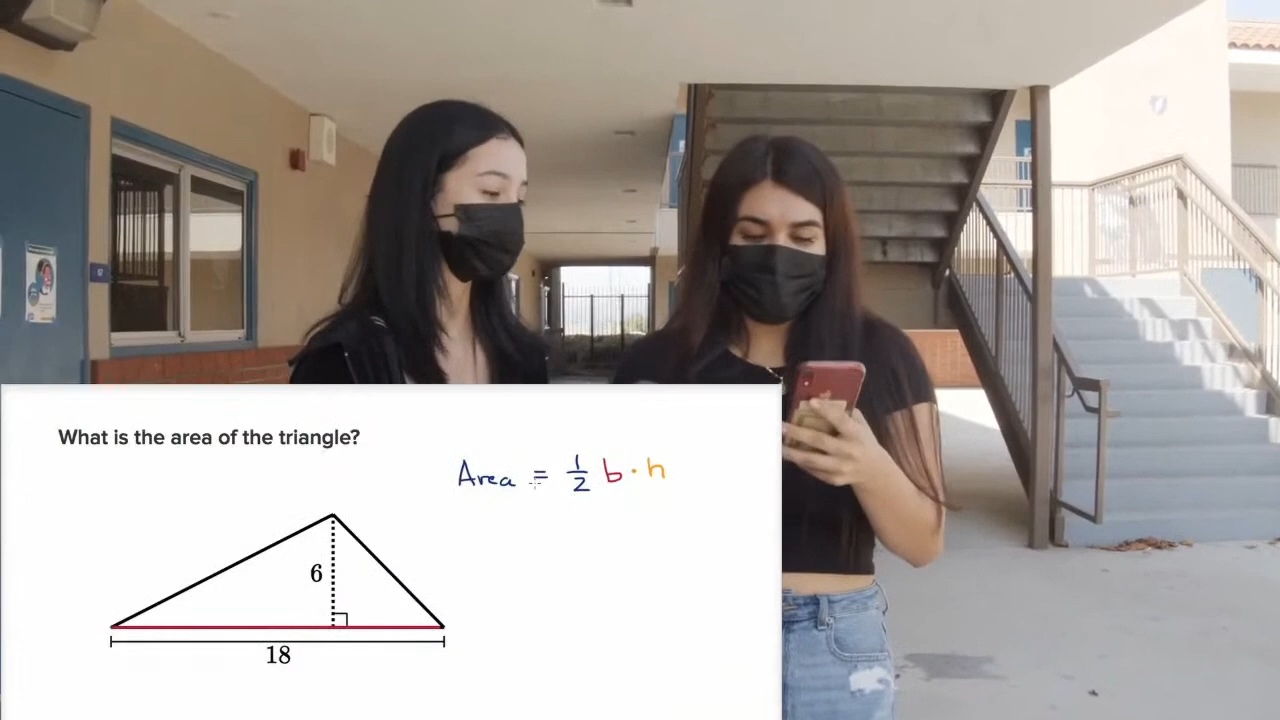 What is the area of the triangle?
Area = 1/2 b · h
6
18